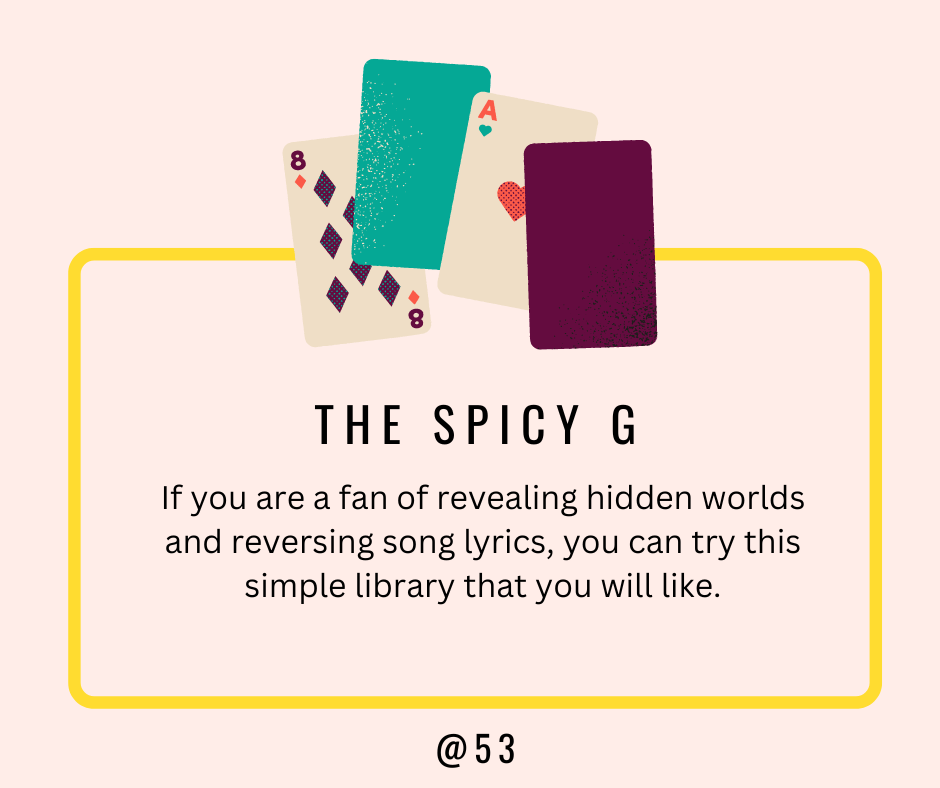 8
A
8
THE SPICY G
If you are a fan of revealing hidden worlds
and reversing song lyrics, you can try this
simple library that you will like.
@53